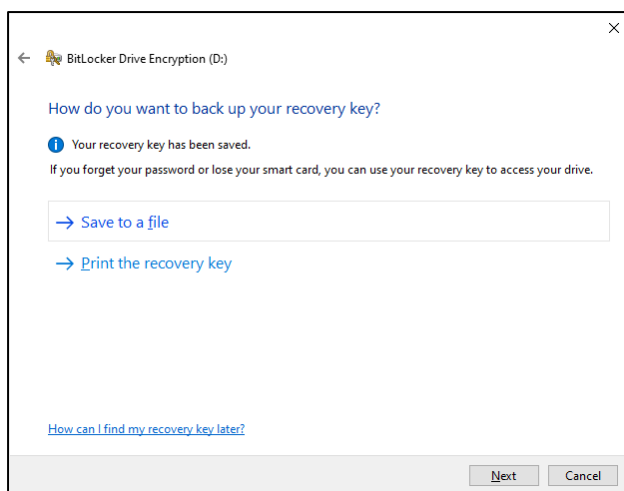 BitLocker Drive Encryption (D:)
How do you want to back up your recovery key?
Your recovery key has been saved.
If you forget your password or lose your smart card, you can use your recovery key to access your drive.
→ Save to a file
→ Print the recovery key
How can I find my recovery key later?
Next Cancel